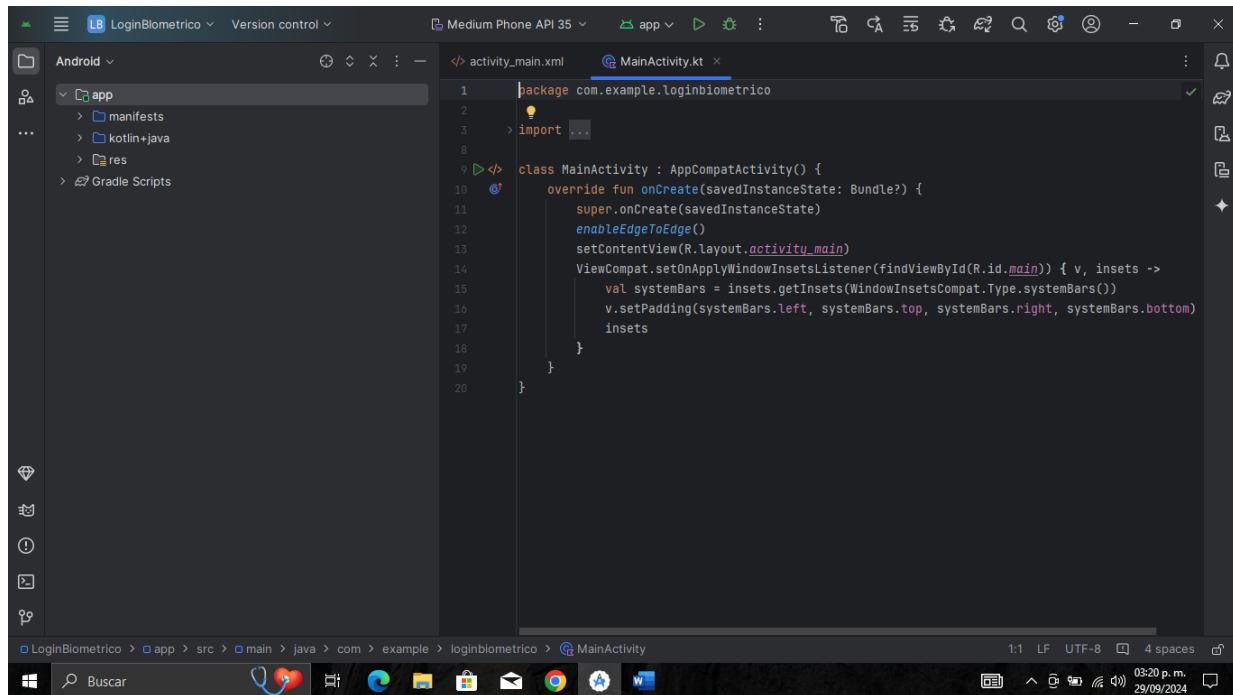 LB LoginBIometrico Version control Medium Phone API 35 app
Android
activity_main.xml MainActivity.kt
app
manifests
kotlin+java
res
Gradle Scripts
1 package com.example.loginbiometrico
2
3 import ...
8
9 class MainActivity : AppCompatActivity() {
10 override fun onCreate(savedInstanceState: Bundle?) {
11 super.onCreate(savedInstanceState)
12 enableEdgeToEdge()
13 setContentView(R.layout.activity_main)
14 ViewCompat.setOnApplyWindowInsetsListener(findViewById(R.id.main)) { v, insets ->
15 val systemBars = insets.getInsets(WindowInsetsCompat.Type.systemBars())
16 v.setPadding(systemBars.left, systemBars.top, systemBars.right, systemBars.bottom)
17 insets
18 }
19 }
20 }
LoginBiometrico > app > src > main > java > com > example > loginbiometrico > MainActivity 1:1 LF UTF-8 4 spaces
Buscar
03:20 p. m.
29/09/2024